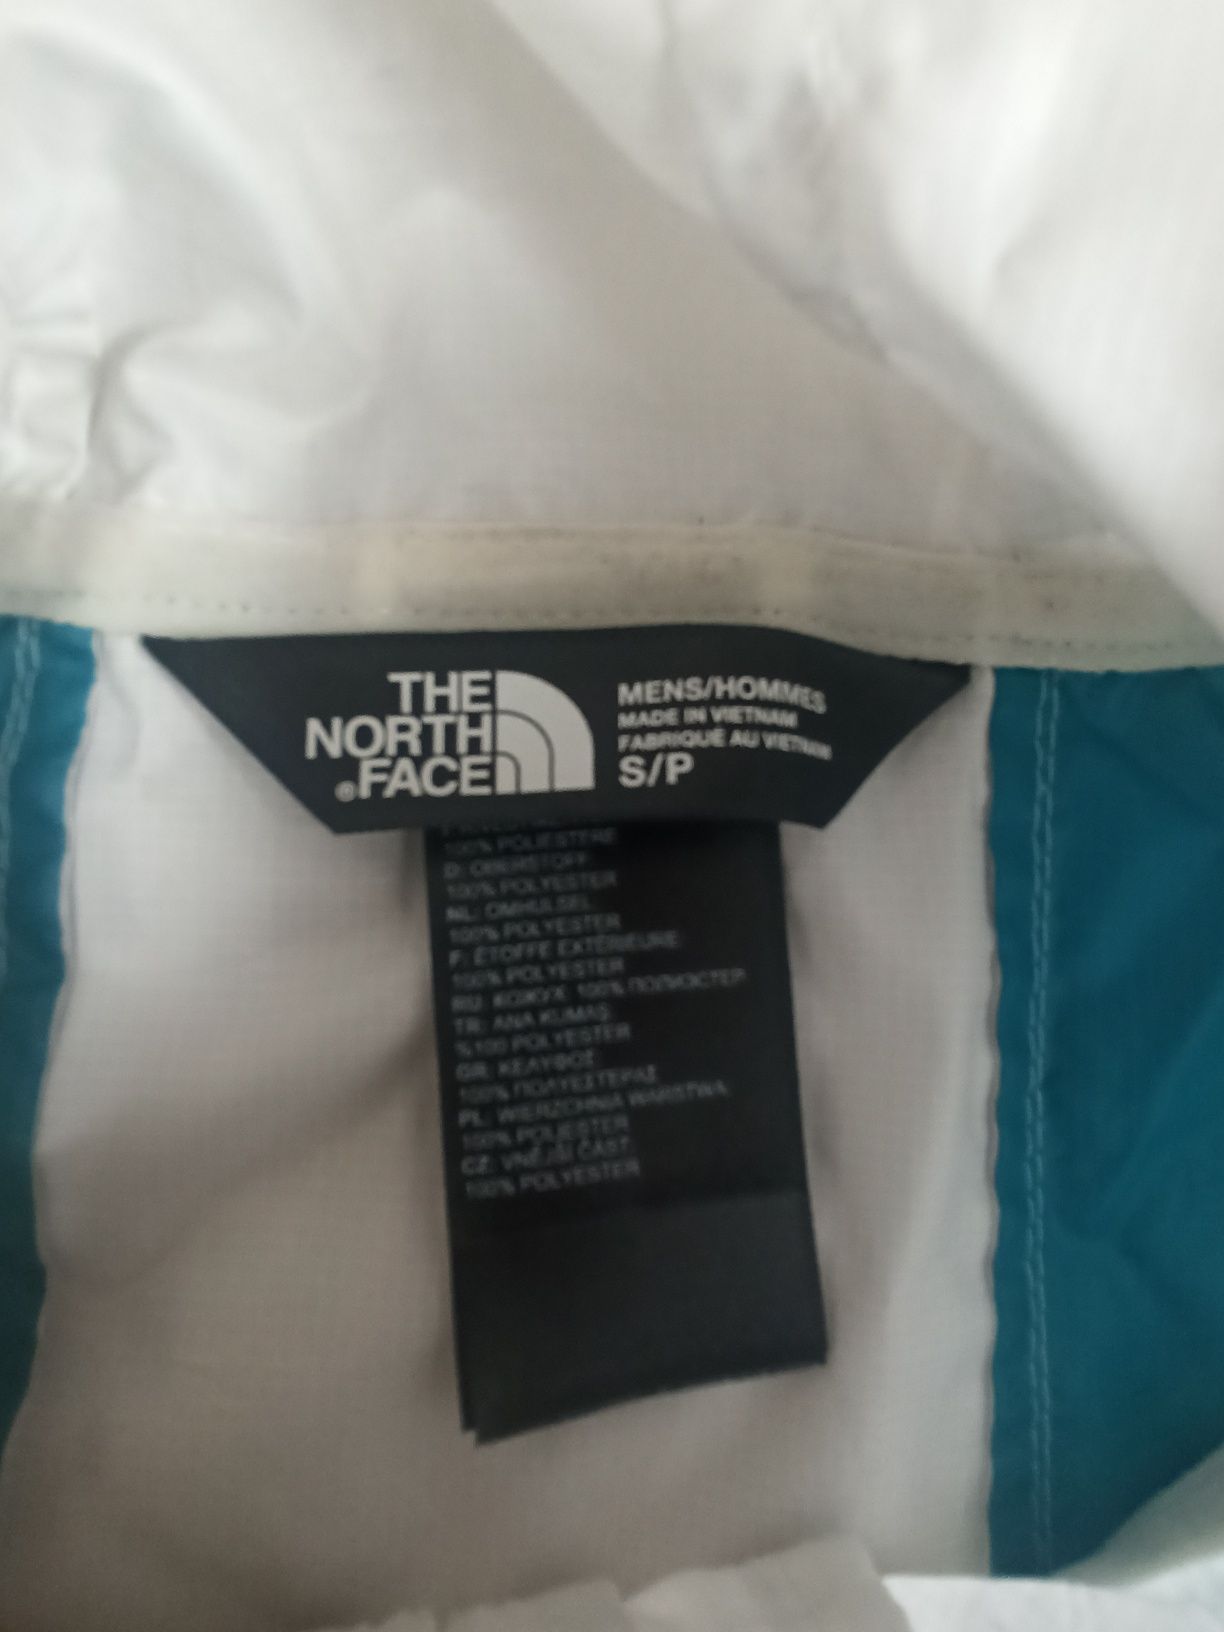 THE
NORTH
®FACE
MENS/HOMMES
MADE IN VIETNAM
FABRIQUÉ AU VIETNAM
S/P
100% POLIESTERE
D: OBERSTOFF
100% POLYESTER
NL: OMHULSEL
100% POLYESTER
F: ÉTOFFE EXTÉRIEURE
100% POLYESTER
RU: КОЖУХ 100% ПОЛИЭСТЕР
TR: ANA KUMAŞ
%100 POLYESTER
GR: ΚΕΛΥΦΟΣ
100% ΠΟΛΥΕΣΤΕΡΑΣ
PL: WIERZCHNIA WARSTWA
100% POLIESTER
CZ: VNĚJŠÍ ČÁST
100% POLYESTER